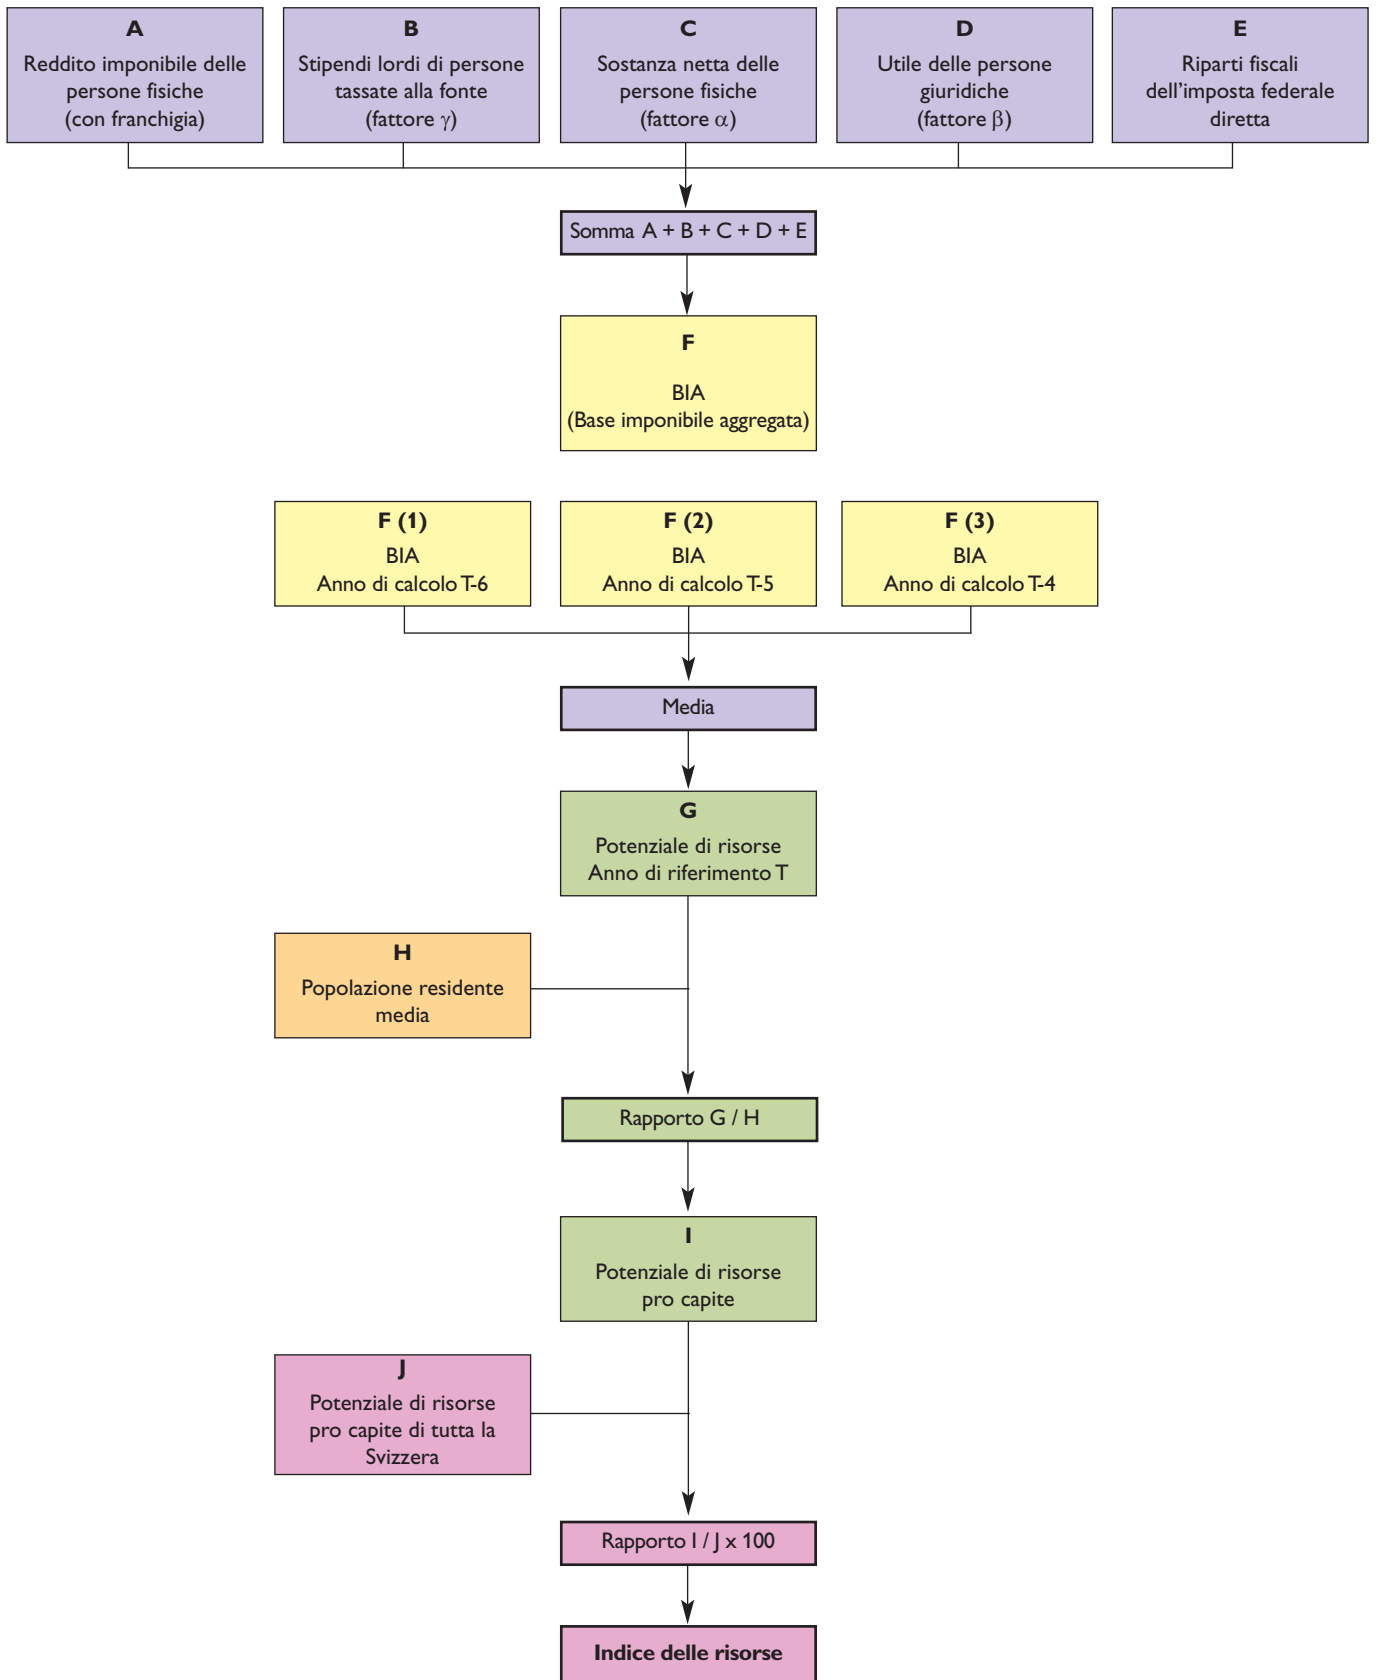 A
Reddito imponibile delle
persone fisiche
(con franchigia)
B
Stipendi lordi di persone
tassate alla fonte
(fattore γ)
C
Sostanza netta delle
persone fisiche
(fattore α)
D
Utile delle persone
giuridiche
(fattore β)
E
Riparti fiscali
dell’imposta federale
diretta
Somma A + B + C + D + E
F
BIA
(Base imponibile aggregata)
F (1)
BIA
Anno di calcolo T-6
F (2)
BIA
Anno di calcolo T-5
F (3)
BIA
Anno di calcolo T-4
Media
G
Potenziale di risorse
Anno di riferimento T
H
Popolazione residente
media
Rapporto G / H
I
Potenziale di risorse
pro capite
J
Potenziale di risorse
pro capite di tutta la
Svizzera
Rapporto I / J x 100
Indice delle risorse